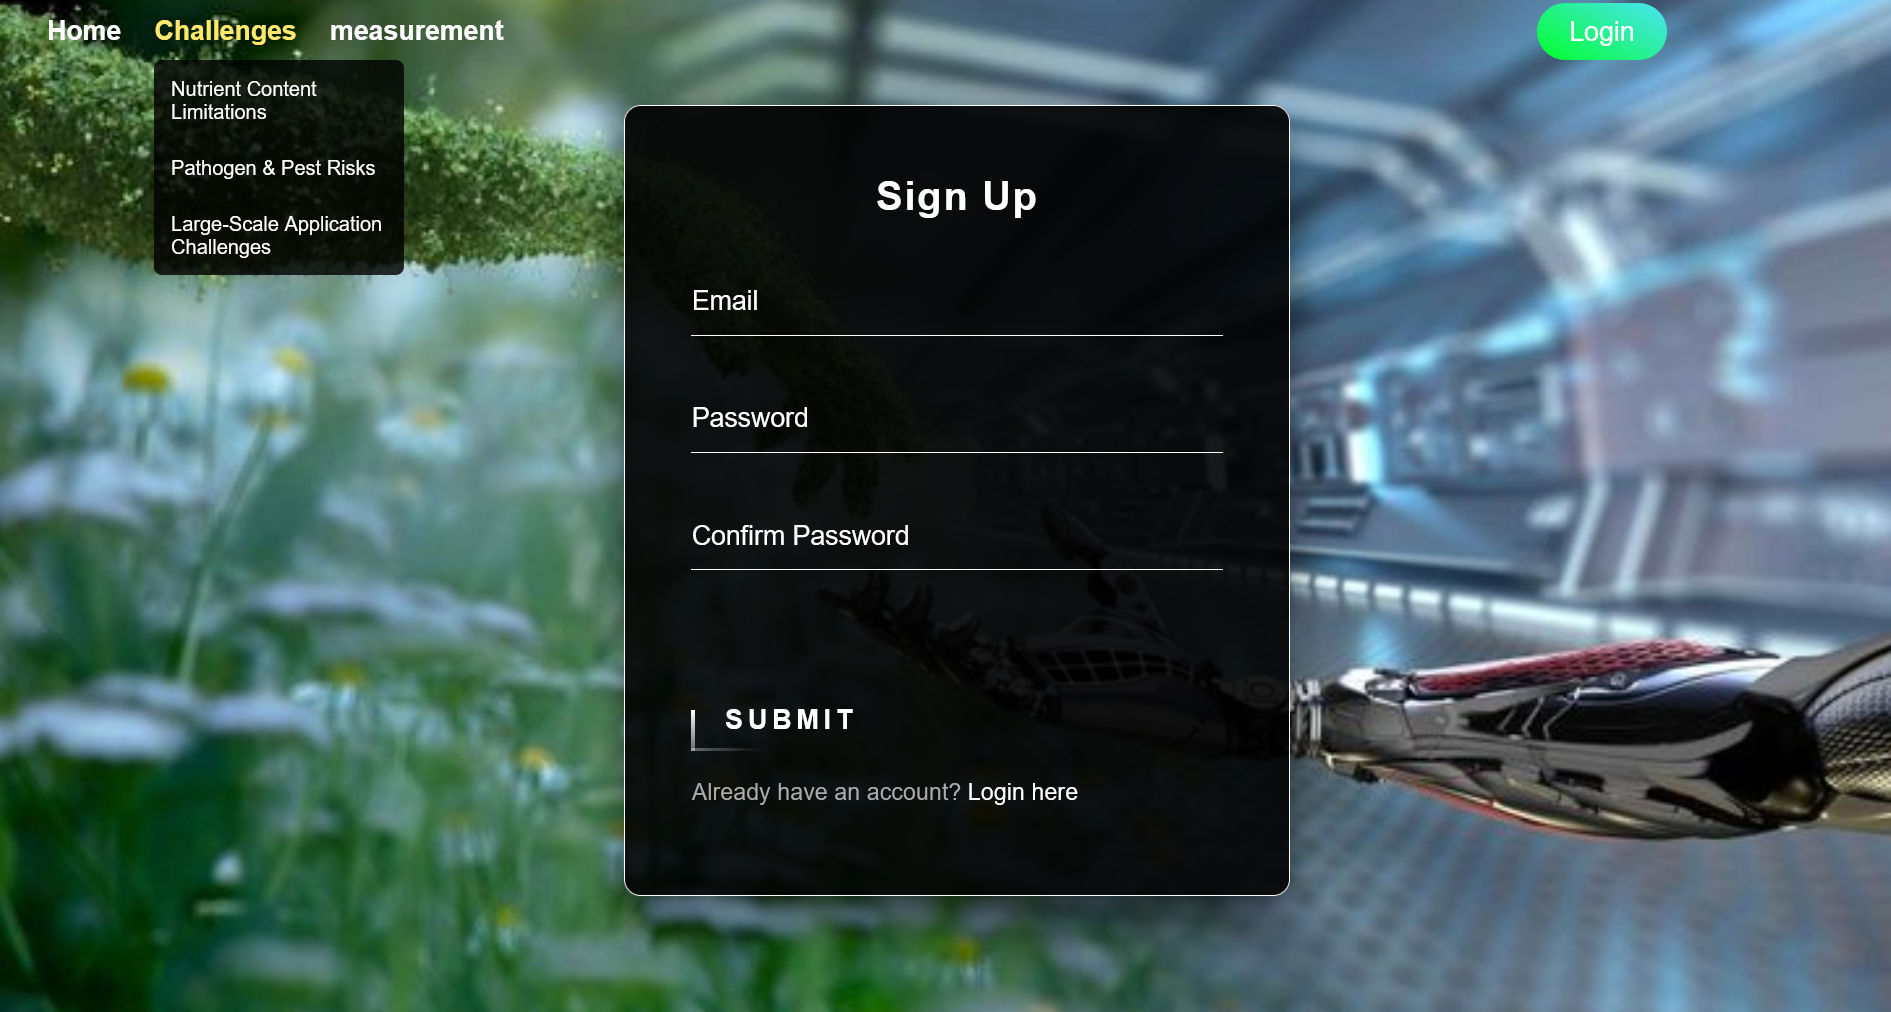 Home
Challenges
measurement
Login
Nutrient Content
Limitations
Pathogen & Pest Risks
Large-Scale Application
Challenges
Sign Up
Email
Password
Confirm Password
SUBMIT
Already have an account? Login here